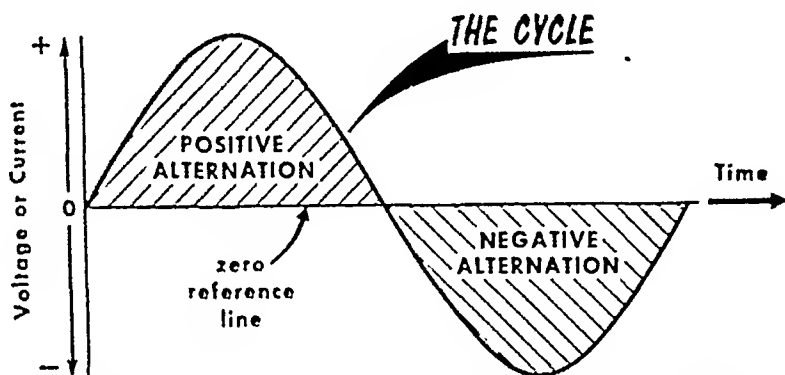 THE CYCLE
+
POSITIVE
ALTERNATION
Voltage or Current
0
Time
zero
reference
line
NEGATIVE
ALTERNATION
−